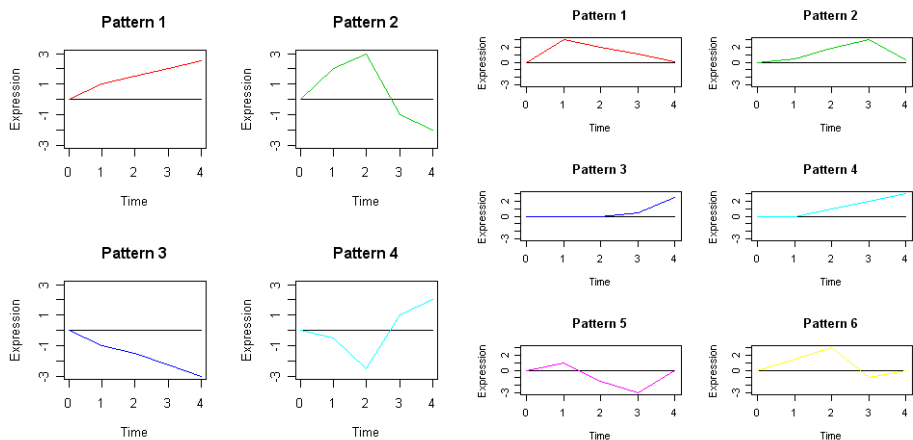 Pattern 1
Expression
3
1
-1
-3
0 1 2 3 4
Time
Pattern 2
Expression
3
1
-1
-3
0 1 2 3 4
Time
Pattern 3
Expression
3
1
-1
-3
0 1 2 3 4
Time
Pattern 4
Expression
3
1
-1
-3
0 1 2 3 4
Time
Pattern 1
Expression
2
0
-3
0 1 2 3 4
Time
Pattern 2
Expression
2
0
-3
0 1 2 3 4
Time
Pattern 3
Expression
2
0
-3
0 1 2 3 4
Time
Pattern 4
Expression
2
0
-3
0 1 2 3 4
Time
Pattern 5
Expression
2
0
-3
0 1 2 3 4
Time
Pattern 6
Expression
2
0
-3
0 1 2 3 4
Time